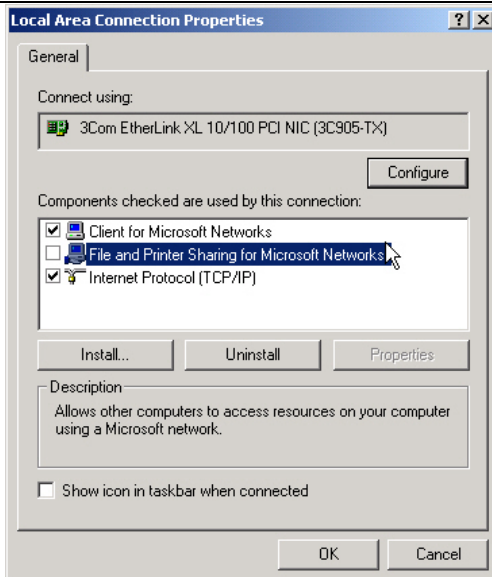 Local Area Connection Properties
General
Connect using:
3Com EtherLink XL 10/100 PCI NIC (3C905-TX)
Configure
Components checked are used by this connection:
Client for Microsoft Networks
File and Printer Sharing for Microsoft Networks
Internet Protocol (TCP/IP)
Install... Uninstall Properties
Description
Allows other computers to access resources on your computer
using a Microsoft network.
Show icon in taskbar when connected
OK Cancel